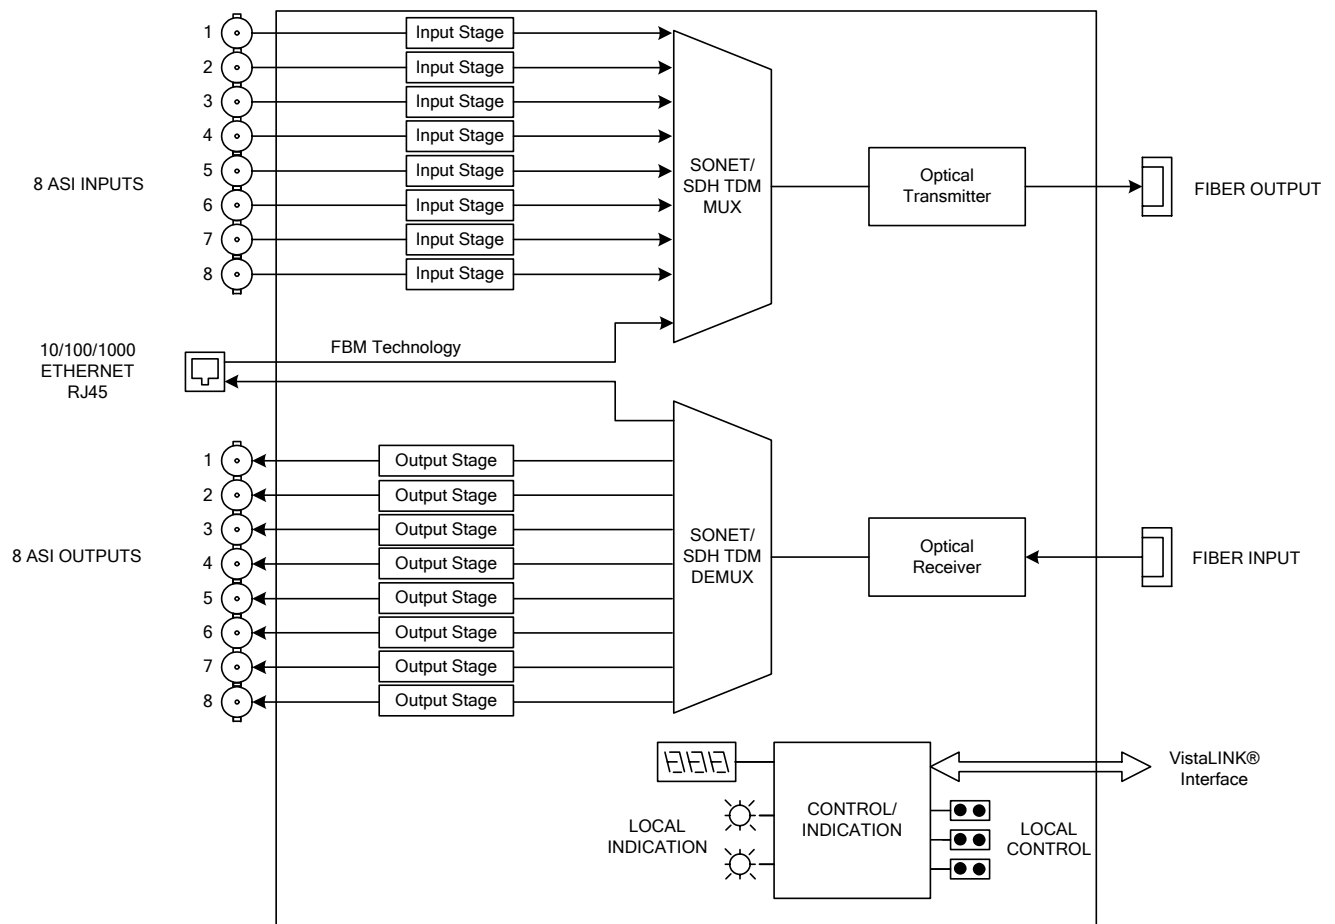 1 Input Stage
2 Input Stage
3 Input Stage
4 Input Stage
5 Input Stage
6 Input Stage
7 Input Stage
8 Input Stage
8 ASI INPUTS
SONET/
SDH TDM
MUX
Optical
Transmitter
FIBER OUTPUT
10/100/1000
ETHERNET
RJ45
FBM Technology
1 Output Stage
2 Output Stage
3 Output Stage
4 Output Stage
5 Output Stage
6 Output Stage
7 Output Stage
8 Output Stage
8 ASI OUTPUTS
SONET/
SDH TDM
DEMUX
Optical
Receiver
FIBER INPUT
LOCAL
INDICATION
CONTROL/
INDICATION
LOCAL
CONTROL
VistaLINK®
Interface